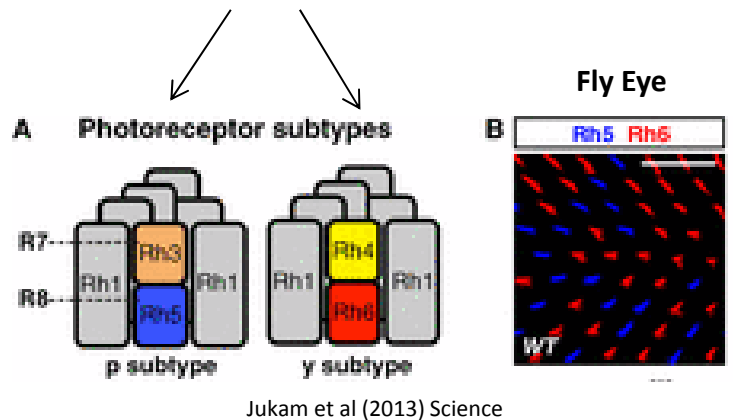 Fly Eye
A Photoreceptor subtypes
B Rh5 Rh6
R7 Rh3 Rh4
Rh1 Rh1 Rh1 Rh1
R8 Rh5 Rh6
p subtype y subtype
WT
Jukam et al (2013) Science